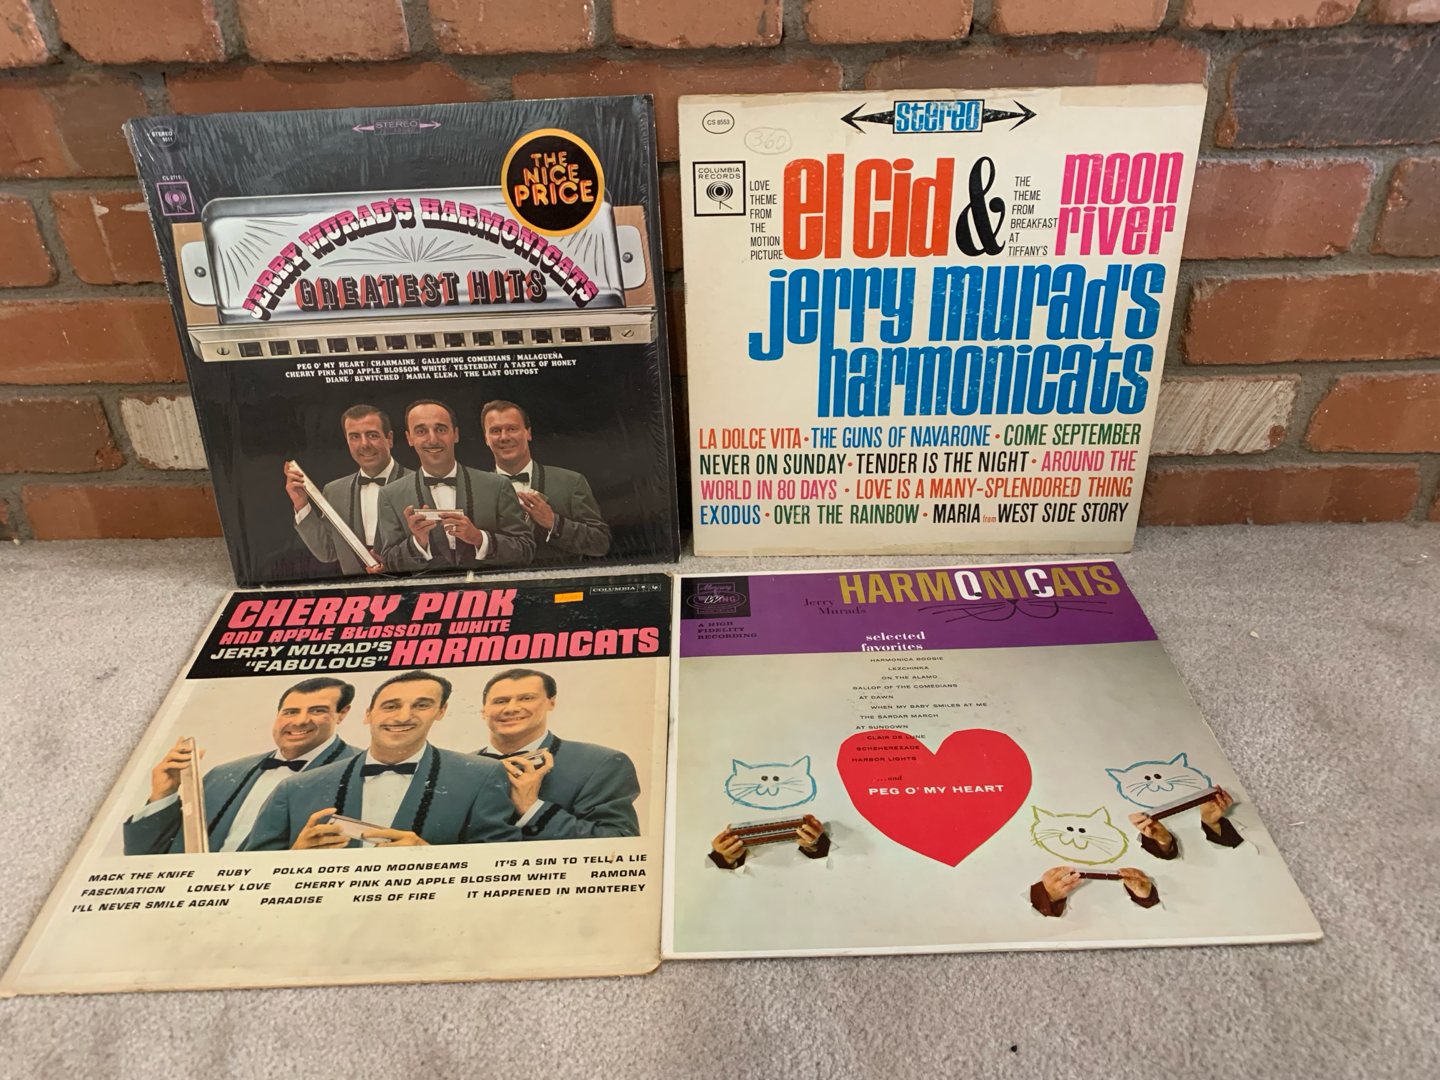 STEREO
9511
CL 2711
STEREO
THE
NICE
PRICE
JERRY MURAD'S HARMONICATS
GREATEST HITS
PEG O' MY HEART / CHARMAINE / GALLOPING COMEDIANS / MALAGUEÑA
CHERRY PINK AND APPLE BLOSSOM WHITE / YESTERDAY / A TASTE OF HONEY
DIANE / BEWITCHED / MARIA ELENA / THE LAST OUTPOST
CS 8553
360
stereo
COLUMBIA
RECORDS
LOVE
THEME
FROM
THE
MOTION
PICTURE
el cid &
THE
THEME
FROM
BREAKFAST
AT
TIFFANY'S
moon
river
jerry murad's
harmonicats
LA DOLCE VITA • THE GUNS OF NAVARONE • COME SEPTEMBER
NEVER ON SUNDAY • TENDER IS THE NIGHT • AROUND THE
WORLD IN 80 DAYS • LOVE IS A MANY-SPLENDORED THING
EXODUS • OVER THE RAINBOW • MARIA from WEST SIDE STORY
COLUMBIA
CHERRY PINK
AND APPLE BLOSSOM WHITE
JERRY MURAD'S
"FABULOUS" HARMONICATS
MACK THE KNIFE RUBY POLKA DOTS AND MOONBEAMS IT'S A SIN TO TELL A LIE
FASCINATION LONELY LOVE CHERRY PINK AND APPLE BLOSSOM WHITE RAMONA
I'LL NEVER SMILE AGAIN PARADISE KISS OF FIRE IT HAPPENED IN MONTEREY
Mercury
A HIGH
FIDELITY
RECORDING
Jerry
Murad's
HARMONICATS
selected
favorites
HARMONICA BOOGIE
LEZCHINKA
ON THE ALAMO
GALLOP OF THE COMEDIANS
AT DAWN
WHEN MY BABY SMILES AT ME
THE SARDAR MARCH
AT SUNDOWN
CLAIR DE LUNE
SCHEHEREZADE
HARBOR LIGHTS
...and
PEG O' MY HEART